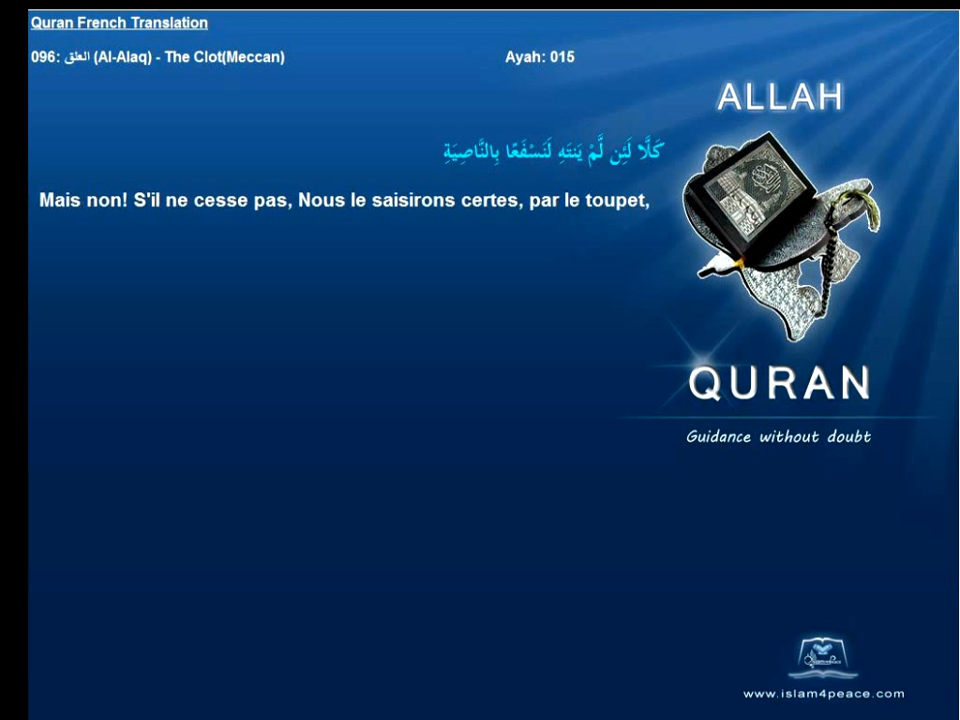 Quran French Translation
096: العلق (Al-Alaq) - The Clot(Meccan) Ayah: 015
ALLAH
كَلَّا لَئِن لَّمْ يَنتَهِ لَنَسْفَعًا بِالنَّاصِيَةِ
Mais non! S'il ne cesse pas, Nous le saisirons certes, par le toupet,
QURAN
Guidance without doubt
www.islam4peace.com